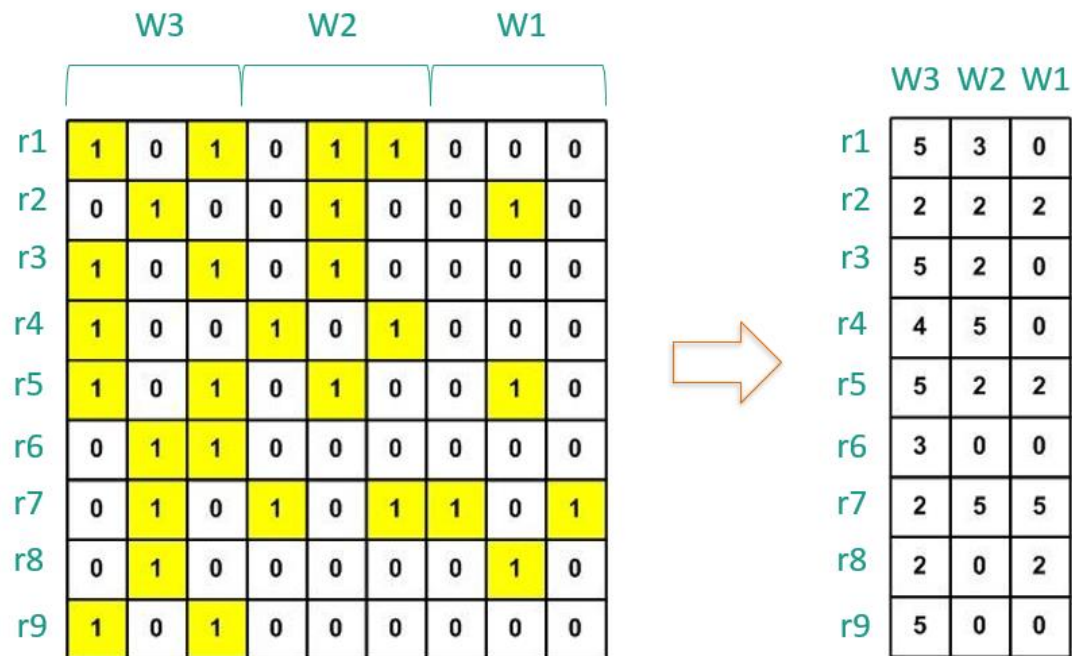 W3 W2 W1
W3 W2 W1
r1 1 0 1 0 1 1 0 0 0 r1 5 3 0
r2 0 1 0 0 1 0 0 1 0 r2 2 2 2
r3 1 0 1 0 1 0 0 0 0 r3 5 2 0
r4 1 0 0 1 0 1 0 0 0 r4 4 5 0
r5 1 0 1 0 1 0 0 1 0 r5 5 2 2
r6 0 1 1 0 0 0 0 0 0 r6 3 0 0
r7 0 1 0 1 0 1 1 0 1 r7 2 5 5
r8 0 1 0 0 0 0 0 1 0 r8 2 0 2
r9 1 0 1 0 0 0 0 0 0 r9 5 0 0